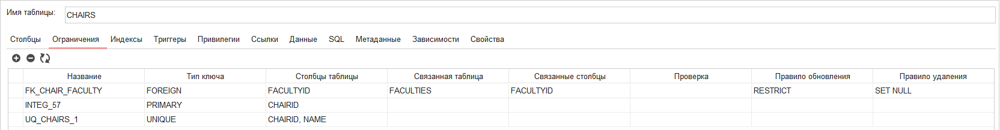 Имя таблицы: CHAIRS
Столбцы Ограничения Индексы Триггеры Привилегии Ссылки Данные SQL Метаданные Зависимости Свойства
Название Тип ключа Столбцы таблицы Связанная таблица Связанные столбцы Проверка Правило обновления Правило удаления
FK_CHAIR_FACULTY FOREIGN FACULTYID FACULTIES FACULTYID RESTRICT SET NULL
INTEG_57 PRIMARY CHAIRID
UQ_CHAIRS_1 UNIQUE CHAIRID, NAME